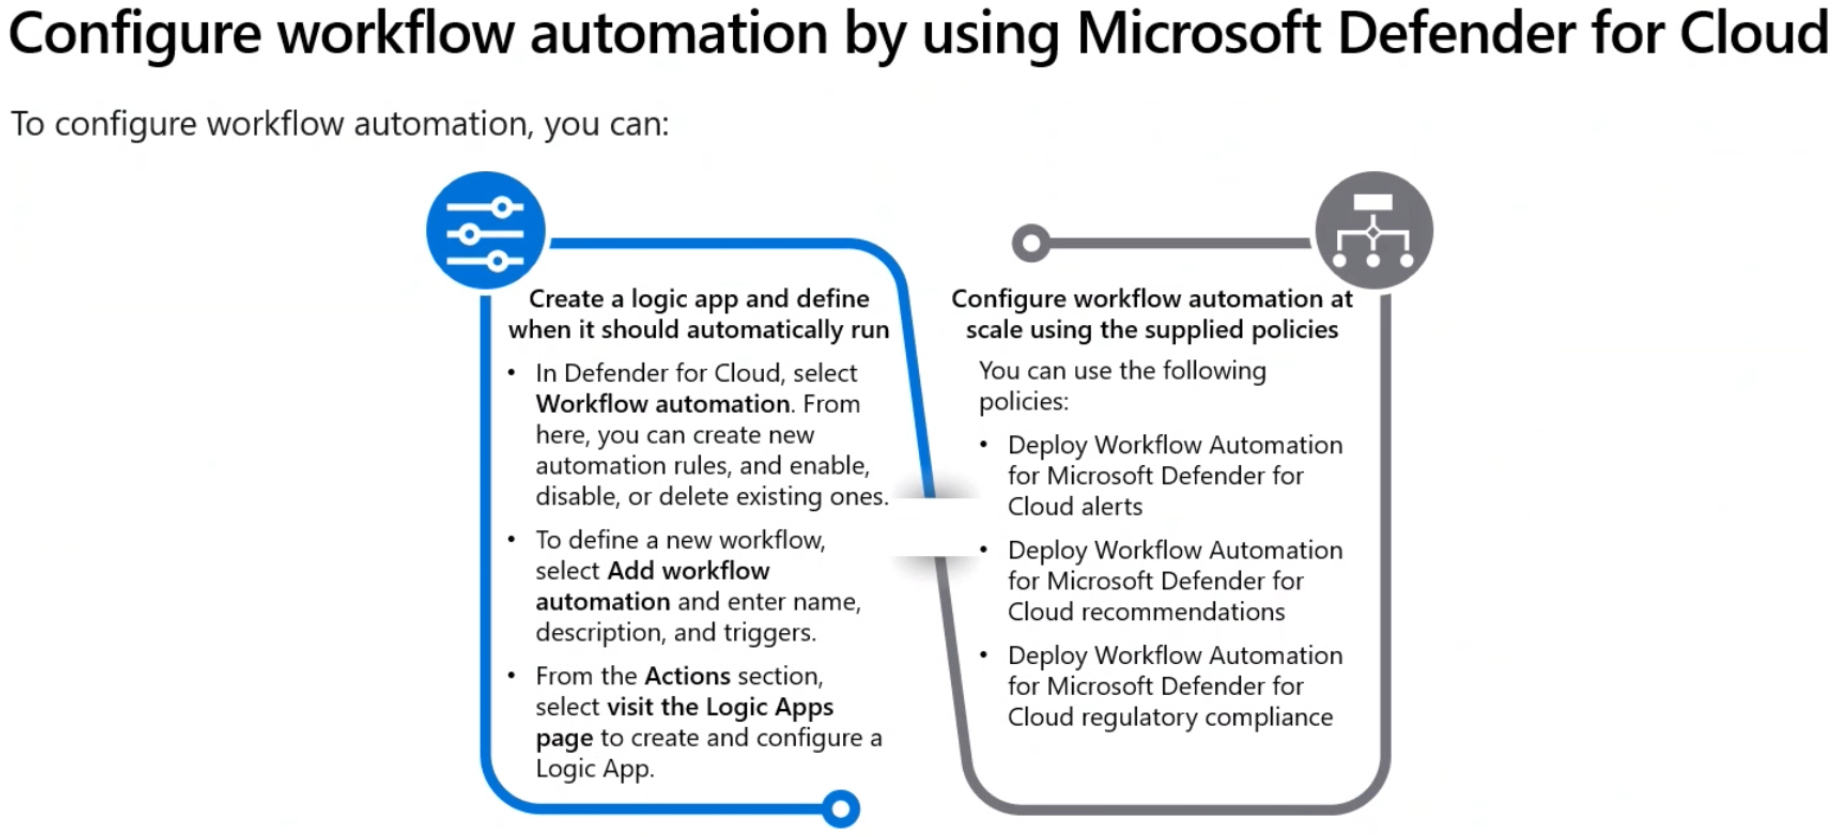 Configure workflow automation by using Microsoft Defender for Cloud
To configure workflow automation, you can:
Create a logic app and define
when it should automatically run
• In Defender for Cloud, select
Workflow automation. From
here, you can create new
automation rules, and enable,
disable, or delete existing ones.
• To define a new workflow,
select Add workflow
automation and enter name,
description, and triggers.
• From the Actions section,
select visit the Logic Apps
page to create and configure a
Logic App.
Configure workflow automation at
scale using the supplied policies
You can use the following
policies:
• Deploy Workflow Automation
for Microsoft Defender for
Cloud alerts
• Deploy Workflow Automation
for Microsoft Defender for
Cloud recommendations
• Deploy Workflow Automation
for Microsoft Defender for
Cloud regulatory compliance